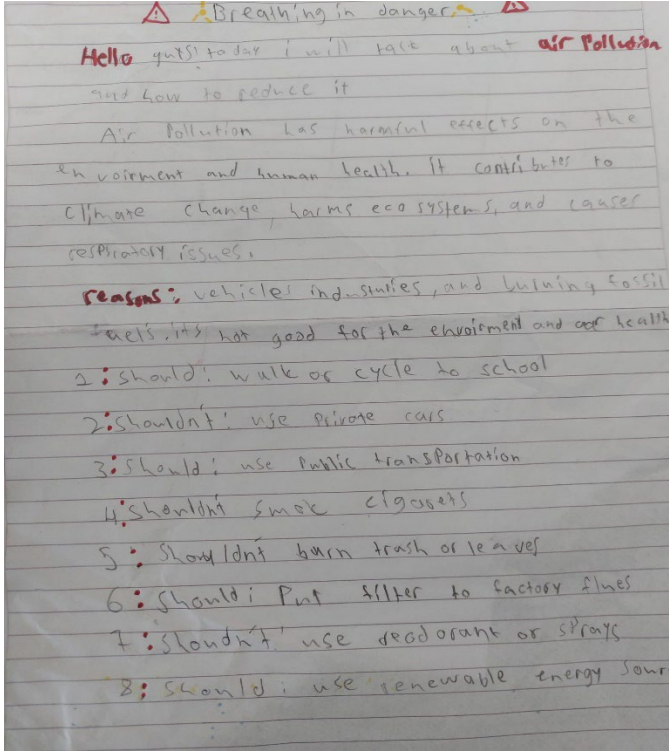 ⚠ Breathing in danger ⚠
Hello guys! today i will talk about air Pollution
and how to reduce it
Air Pollution has harmful effects on the
envoirment and human health. It contributes to
Climate change, harms eco systems, and causes
respiratory issues.
reasons: vehicles industries, and burning fossil
fuels. it's not good for the envoirment and our health
1: should: walk or cycle to school
2: shouldn't: use private cars
3: should: use Public transportation
4: shouldn't smok cigarets
5: shouldn't burn trash or leaves
6: should: Put filter to factory flues
7: shoudn't: use deodorant or sprays
8: should: use renewable energy sour